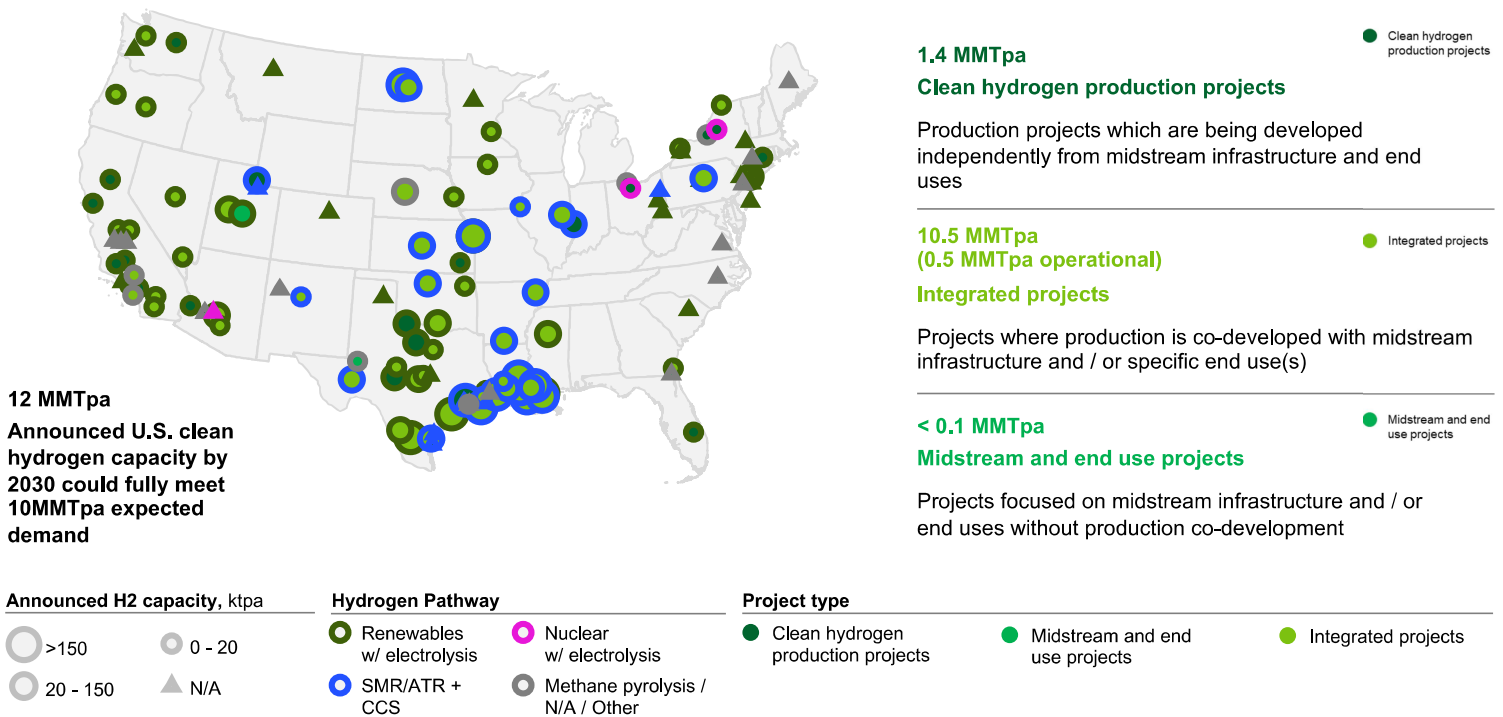 1.4 MMTpa
Clean hydrogen production projects
Clean hydrogen
production projects
Production projects which are being developed
independently from midstream infrastructure and end
uses
10.5 MMTpa
(0.5 MMTpa operational)
Integrated projects
Integrated projects
Projects where production is co-developed with midstream
infrastructure and / or specific end use(s)
< 0.1 MMTpa
Midstream and end use projects
Midstream and end
use projects
Projects focused on midstream infrastructure and / or
end uses without production co-development
12 MMTpa
Announced U.S. clean
hydrogen capacity by
2030 could fully meet
10MMTpa expected
demand
Announced H2 capacity, ktpa
>150
0 - 20
20 - 150
N/A
Hydrogen Pathway
Renewables
w/ electrolysis
Nuclear
w/ electrolysis
SMR/ATR +
CCS
Methane pyrolysis /
N/A / Other
Project type
Clean hydrogen
production projects
Midstream and end
use projects
Integrated projects